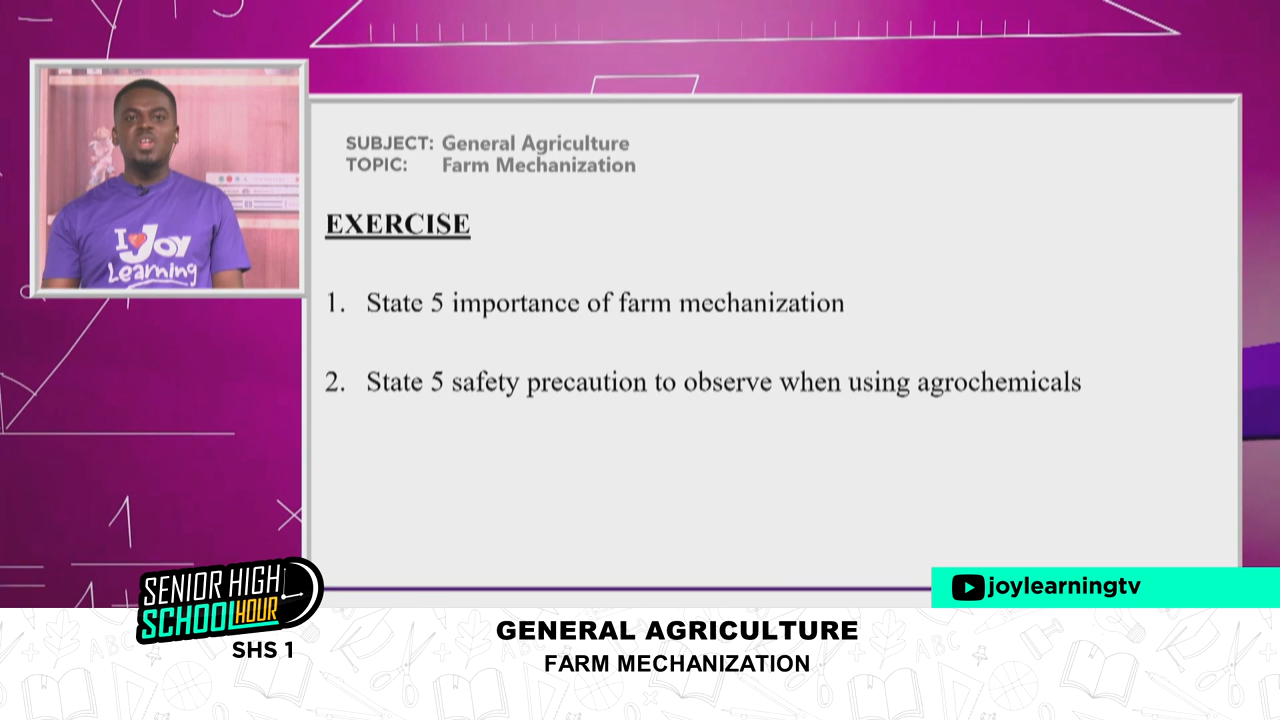 SUBJECT: General Agriculture
TOPIC: Farm Mechanization
EXERCISE
1. State 5 importance of farm mechanization
2. State 5 safety precaution to observe when using agrochemicals
I Joy
Learning
1
SENIOR HIGH
SCHOOL HOUR
SHS 1
joylearningtv
GENERAL AGRICULTURE
FARM MECHANIZATION